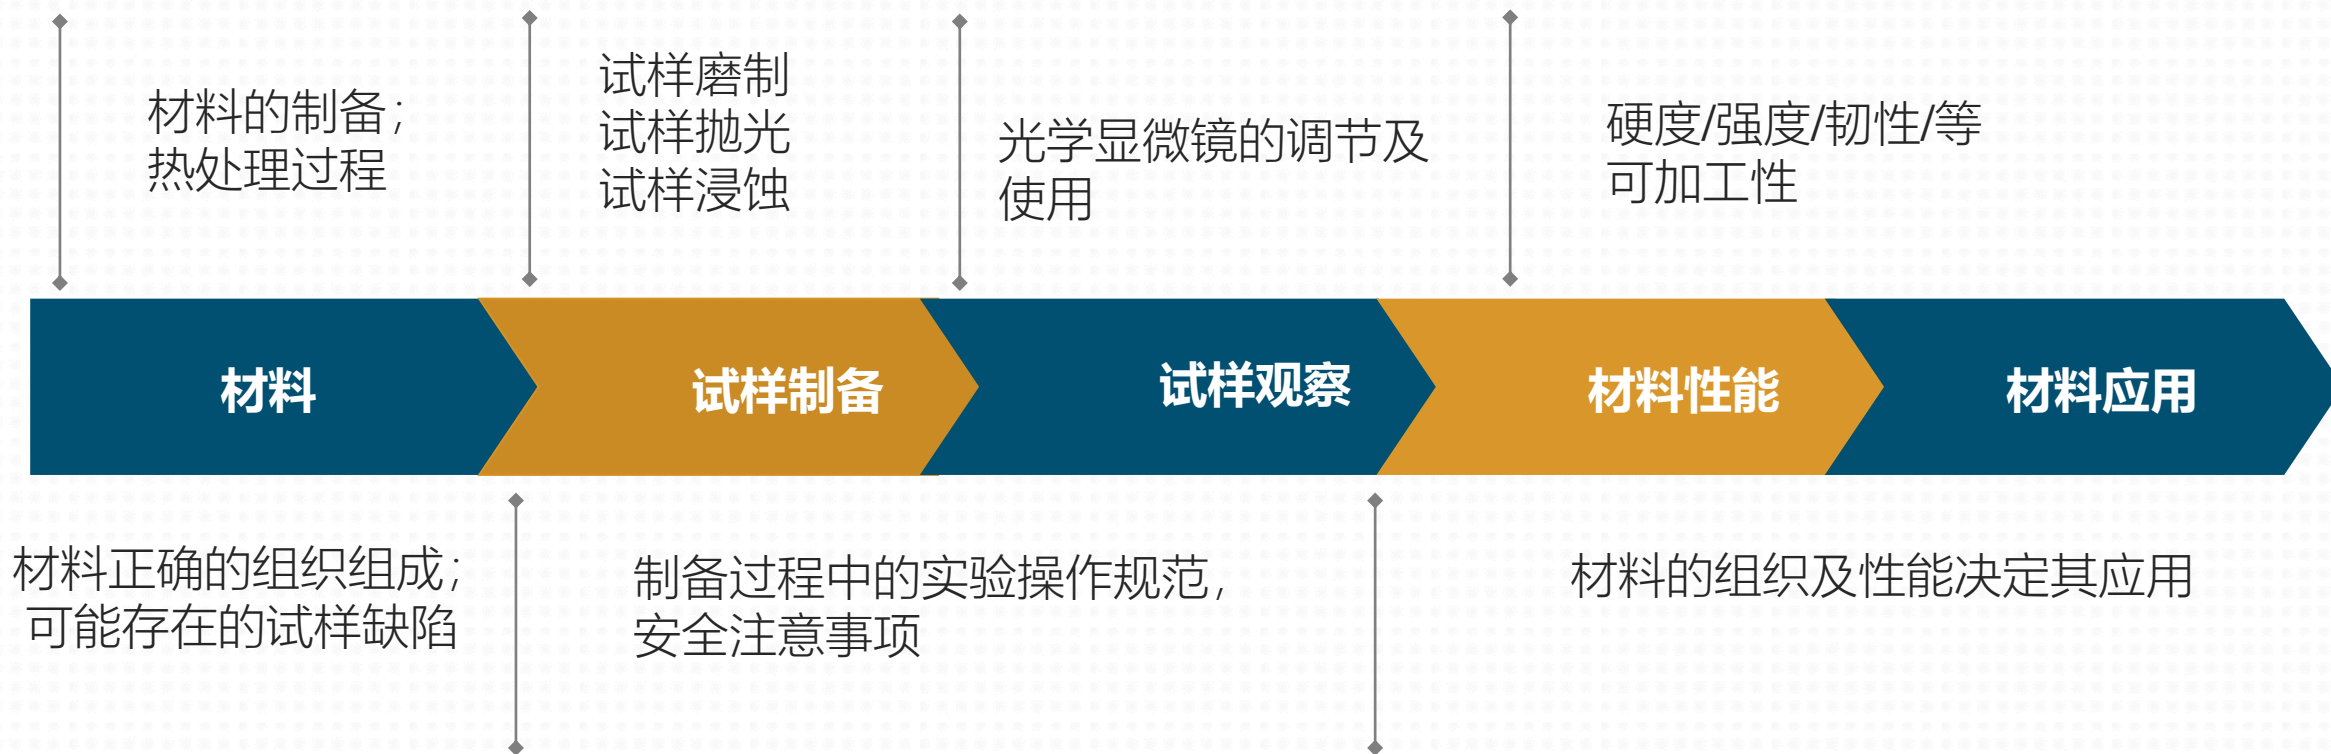 材料的制备;
热处理过程
试样磨制
试样抛光
试样浸蚀
光学显微镜的调节及
使用
硬度/强度/韧性/等
可加工性
材料
试样制备
试样观察
材料性能
材料应用
材料正确的组织组成;
可能存在的试样缺陷
制备过程中的实验操作规范,
安全注意事项
材料的组织及性能决定其应用